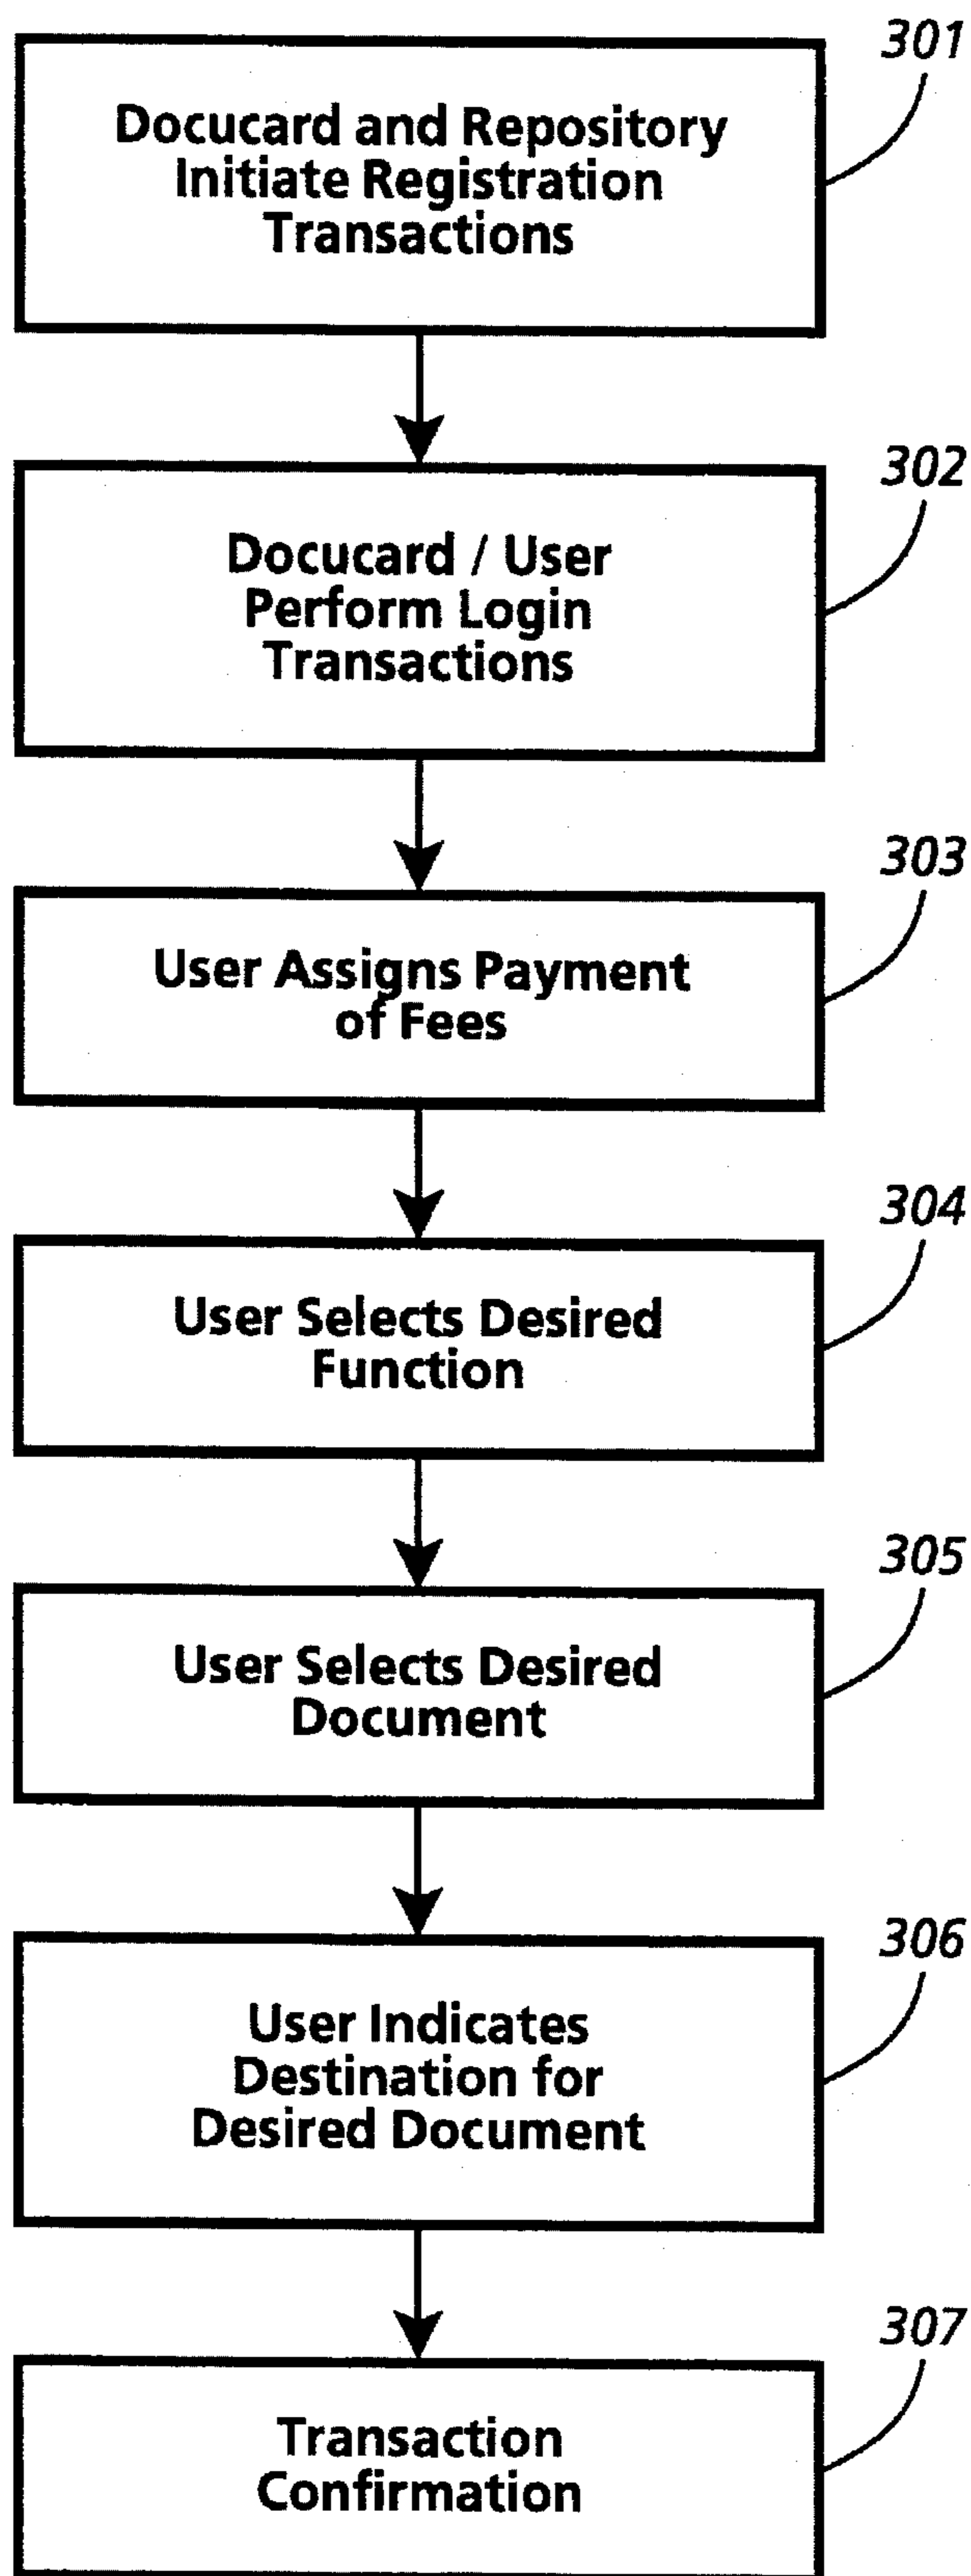 301
Docucard and Repository
Initiate Registration
Transactions
302
Docucard / User
Perform Login
Transactions
303
User Assigns Payment
of Fees
304
User Selects Desired
Function
305
User Selects Desired
Document
306
User Indicates
Destination for
Desired Document
307
Transaction
Confirmation